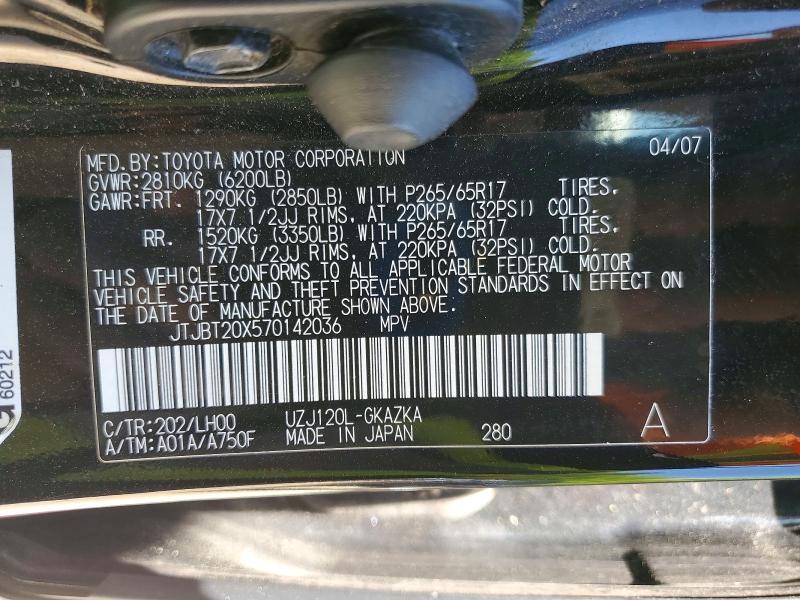 MFD.BY:TOYOTA MOTOR CORPORATION 04/07
GVWR:2810KG (6200LB)
GAWR:FRT. 1290KG (2850LB) WITH P265/65R17 TIRES,
17X7 1/2JJ RIMS, AT 220KPA (32PSI) COLD.
RR. 1520KG (3350LB) WITH P265/65R17 TIRES,
17X7 1/2JJ RIMS, AT 220KPA (32PSI) COLD.
THIS VEHICLE CONFORMS TO ALL APPLICABLE FEDERAL MOTOR
VEHICLE SAFETY AND THEFT PREVENTION STANDARDS IN EFFECT ON
THE DATE OF MANUFACTURE SHOWN ABOVE.
JTJBT20X570142036 MPV
C/TR:202/LH00 UZJ120L-GKAZKA A
A/TM:A01A/A750F MADE IN JAPAN 280
60212